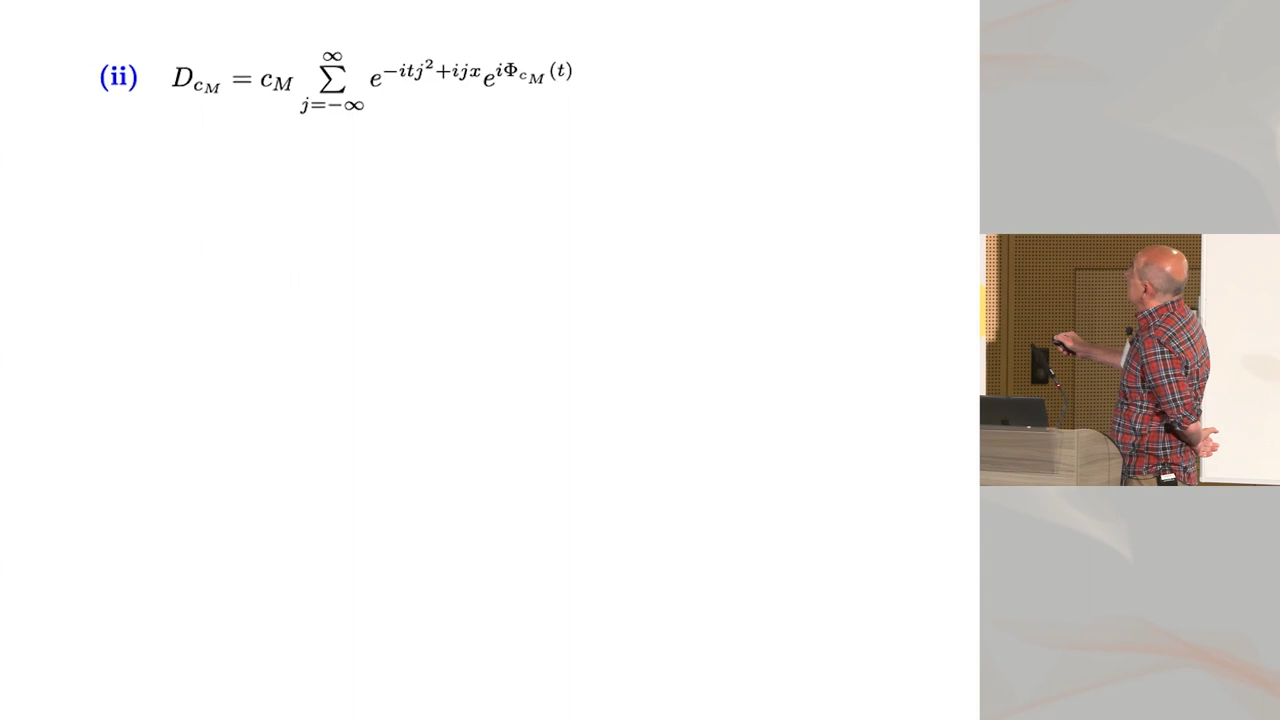 (ii) $D_{c_M} = c_M \sum_{j=-\infty}^{\infty} e^{-itj^2+ijx} e^{i\Phi_{c_M}(t)}$